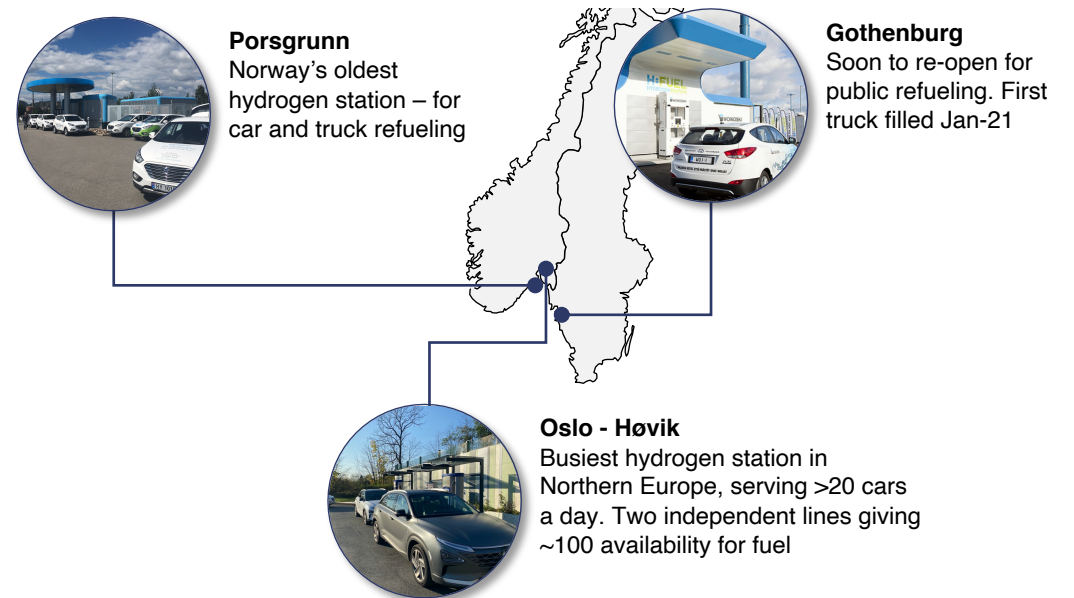 Porsgrunn
Norway's oldest
hydrogen station – for
car and truck refueling
H₂FUEL
Gothenburg
Soon to re-open for
public refueling. First
truck filled Jan-21
Oslo - Høvik
Busiest hydrogen station in
Northern Europe, serving >20 cars
a day. Two independent lines giving
~100 availability for fuel